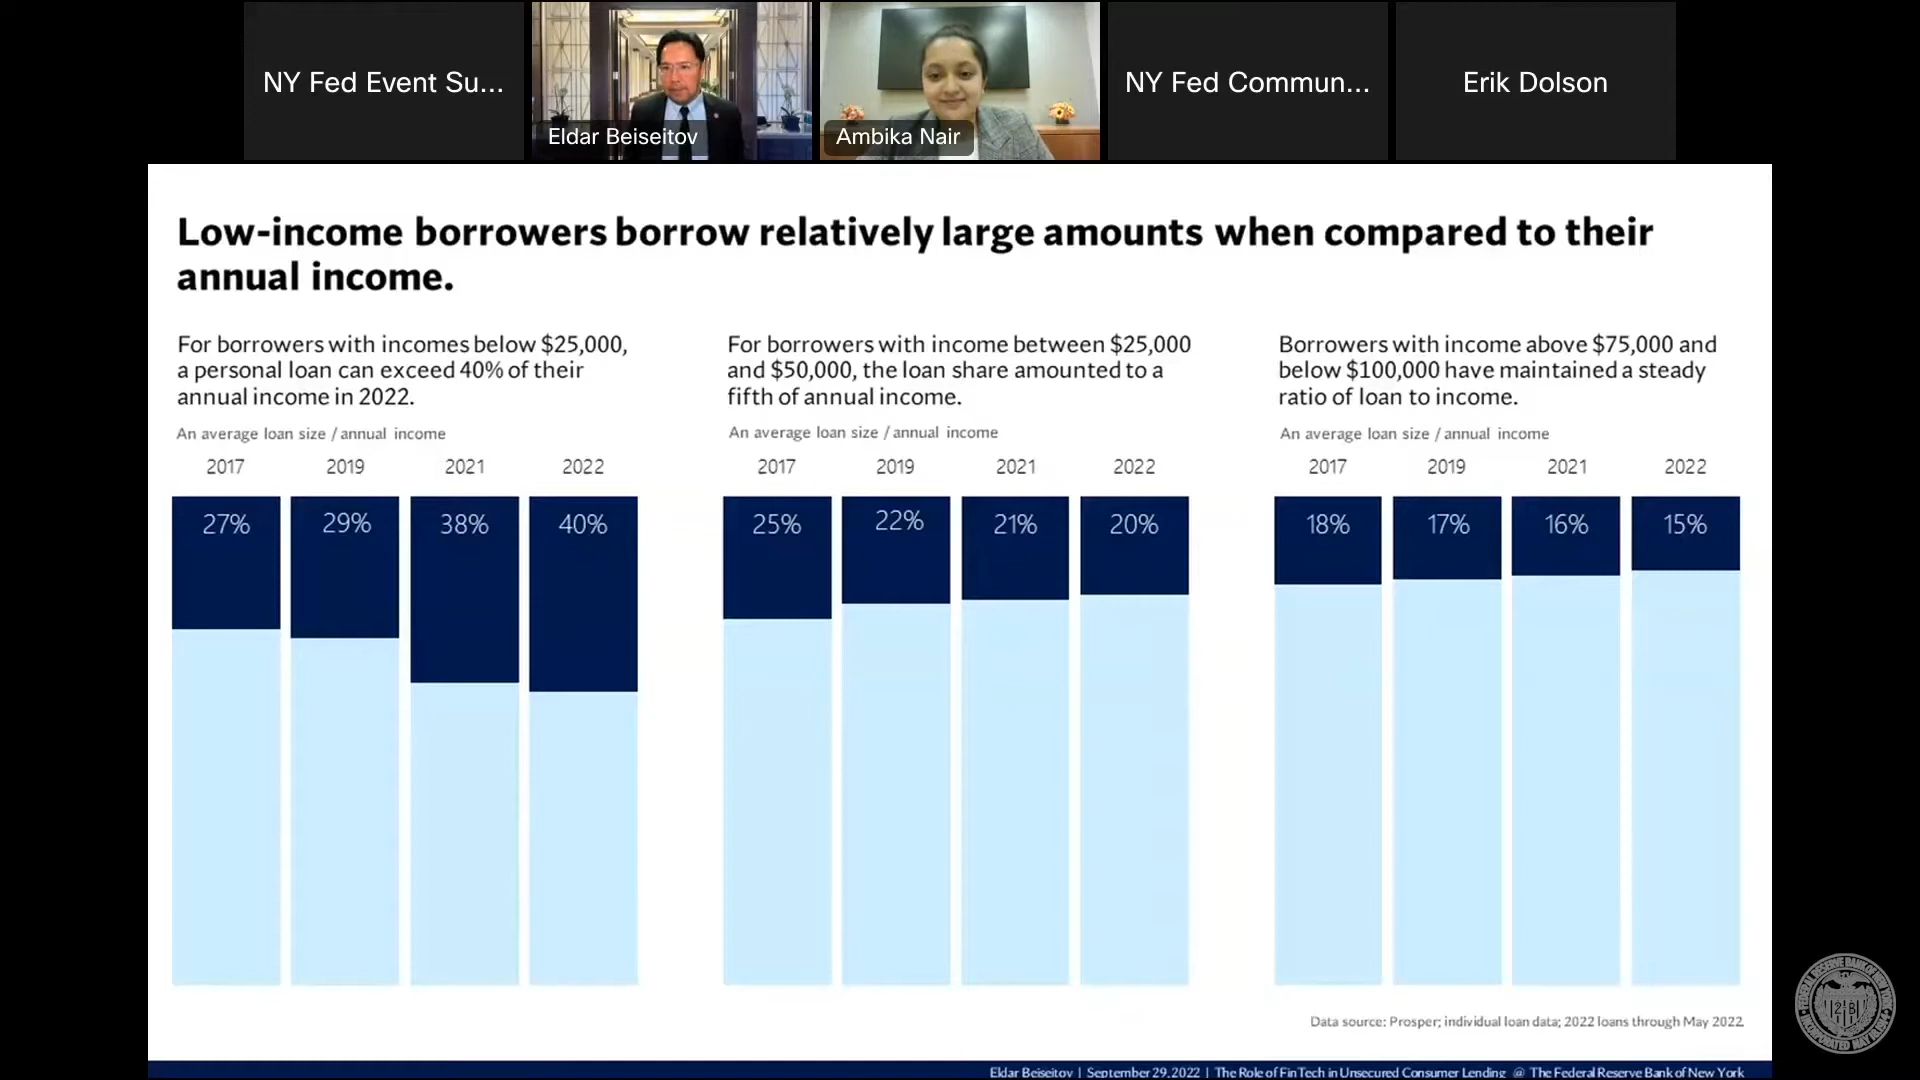 NY Fed Event Su...
Eldar Beiseitov
Ambika Nair
NY Fed Commun...
Erik Dolson
Low-income borrowers borrow relatively large amounts when compared to their
annual income.
For borrowers with incomes below $25,000,
a personal loan can exceed 40% of their
annual income in 2022.
An average loan size / annual income
2017 2019 2021 2022
27% 29% 38% 40%
For borrowers with income between $25,000
and $50,000, the loan share amounted to a
fifth of annual income.
An average loan size / annual income
2017 2019 2021 2022
25% 22% 21% 20%
Borrowers with income above $75,000 and
below $100,000 have maintained a steady
ratio of loan to income.
An average loan size / annual income
2017 2019 2021 2022
18% 17% 16% 15%
Data source: Prosper; individual loan data; 2022 loans through May 2022
Eldar Beiseitov | September 29, 2022 | The Role of FinTech in Unsecured Consumer Lending @ The Federal Reserve Bank of New York